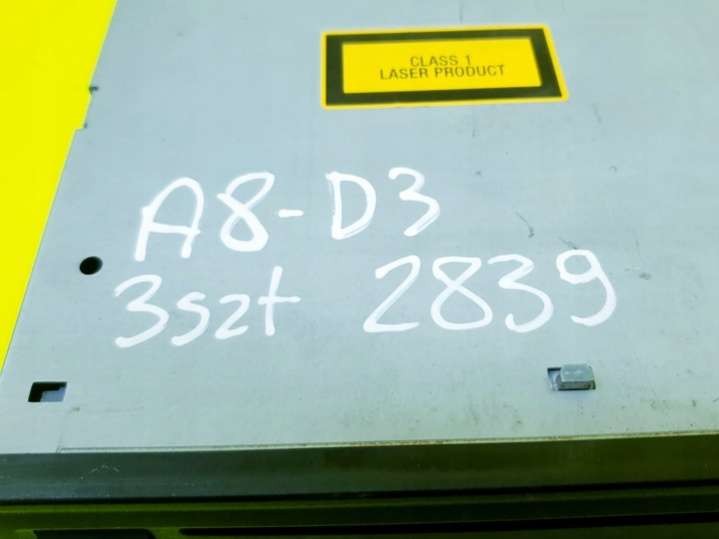 CLASS 1
LASER PRODUCT
A8-D3
3szt 2839